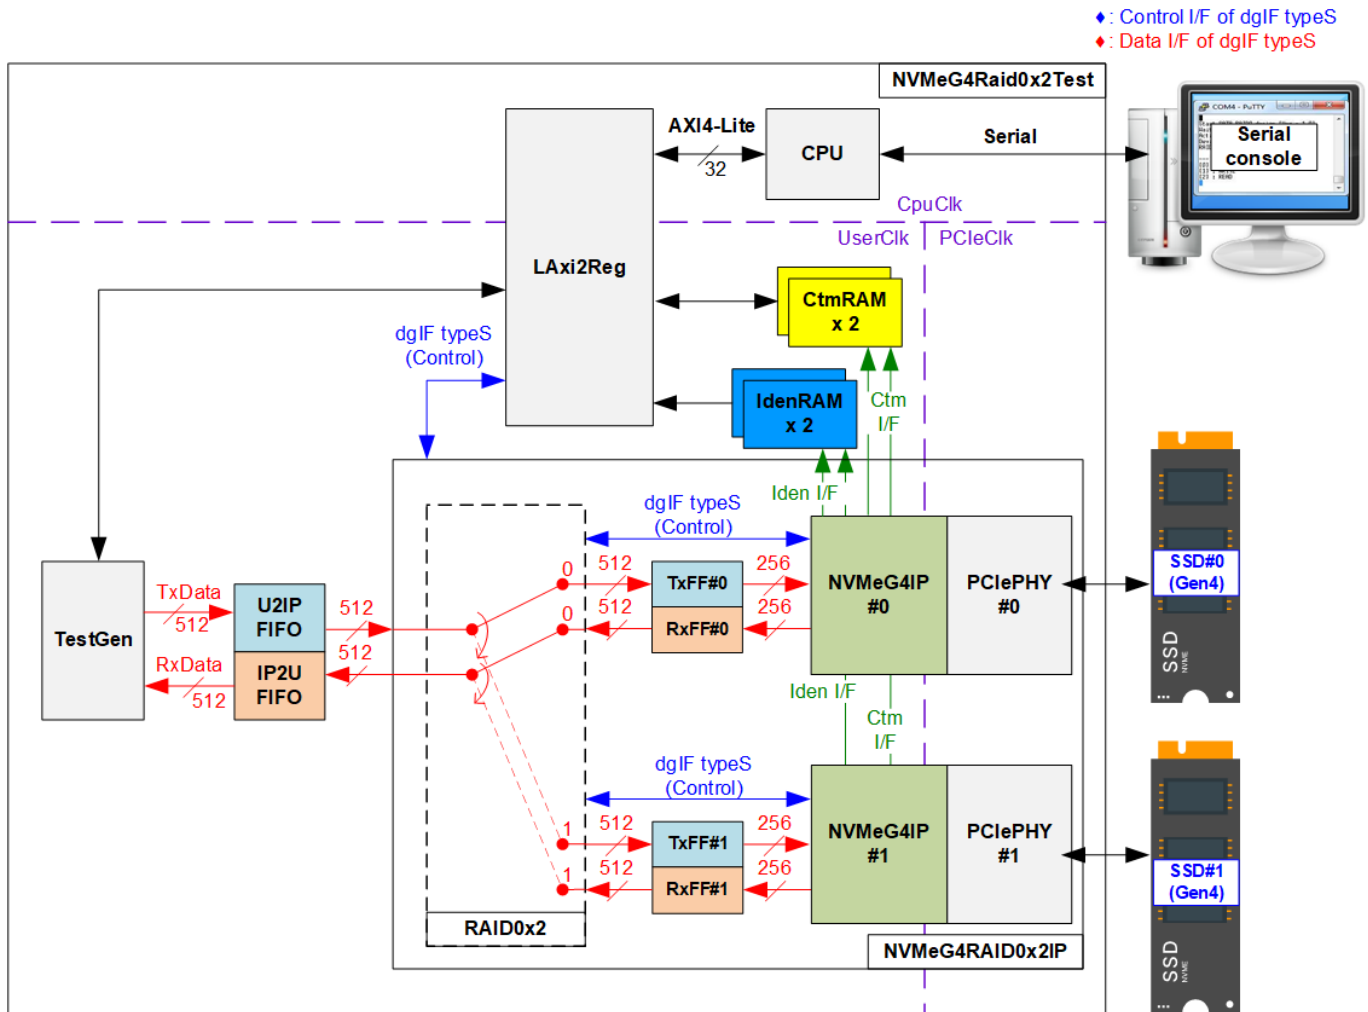 ♦: Control I/F of dgIF typeS
♦: Data I/F of dgIF typeS
NVMeG4Raid0x2Test
AXI4-Lite
32
CPU
Serial
COM4 - PuTTY
Serial
console
CpuClk
UserClk
PCIeClk
LAxi2Reg
CtmRAM
x 2
dgIF typeS
(Control)
IdenRAM
x 2
Ctm
I/F
Iden I/F
dgIF typeS
(Control)
TestGen
TxData
512
RxData
512
U2IP
FIFO
IP2U
FIFO
512
512
0
0
512
512
TxFF#0
RxFF#0
256
256
NVMeG4IP
#0
PCIePHY
#0
SSD#0
(Gen4)
SSD
NVME
Iden I/F
Ctm
I/F
dgIF typeS
(Control)
1
1
512
512
TxFF#1
RxFF#1
256
256
NVMeG4IP
#1
PCIePHY
#1
SSD#1
(Gen4)
SSD
NVME
RAID0x2
NVMeG4RAID0x2IP